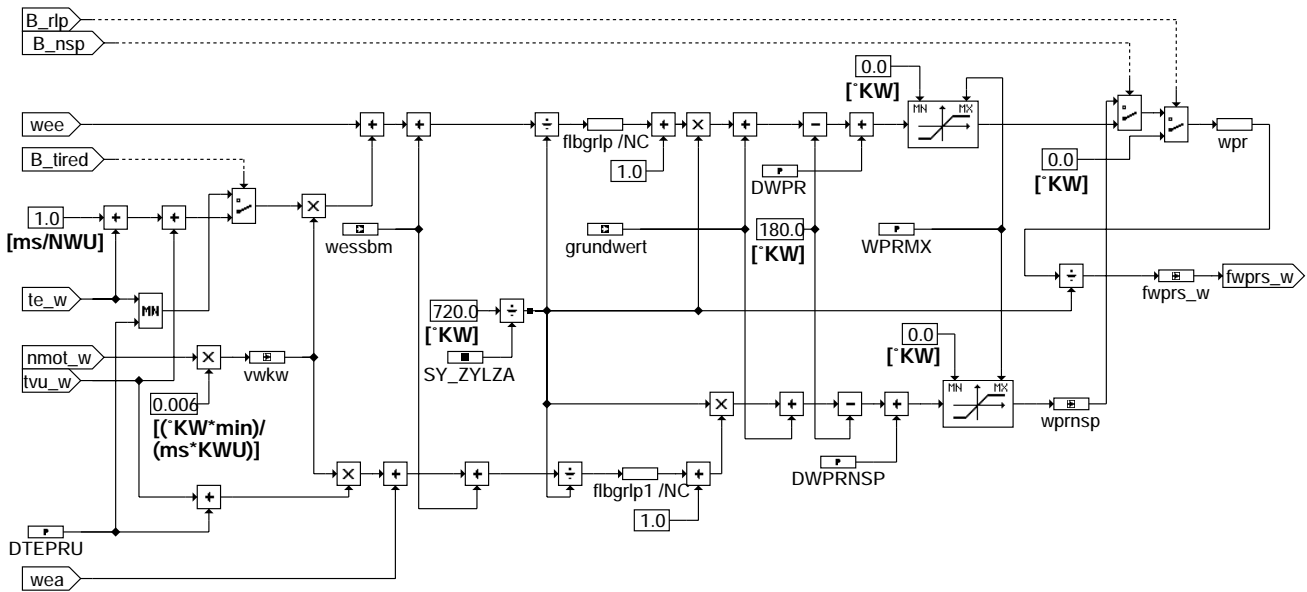 B_rlp
B_nsp
0.0
[°KW]
MN
MX
wee
flbgrlp /NC
wpr
B_tired
1.0
DWPR
0.0
[°KW]
1.0
[ms/NWU]
wessbm
grundwert
180.0
[°KW]
WPRMX
te_w
MN
fwprs_w
fwprs_w
720.0
[°KW]
0.0
[°KW]
nmot_w
vwkw
SY_ZYLZA
tvu_w
MN
MX
0.006
[(°KW*min)/
(ms*KWU)]
wprnsp
DWPRNSP
flbgrlp1 /NC
1.0
P
DTEPRU
wea